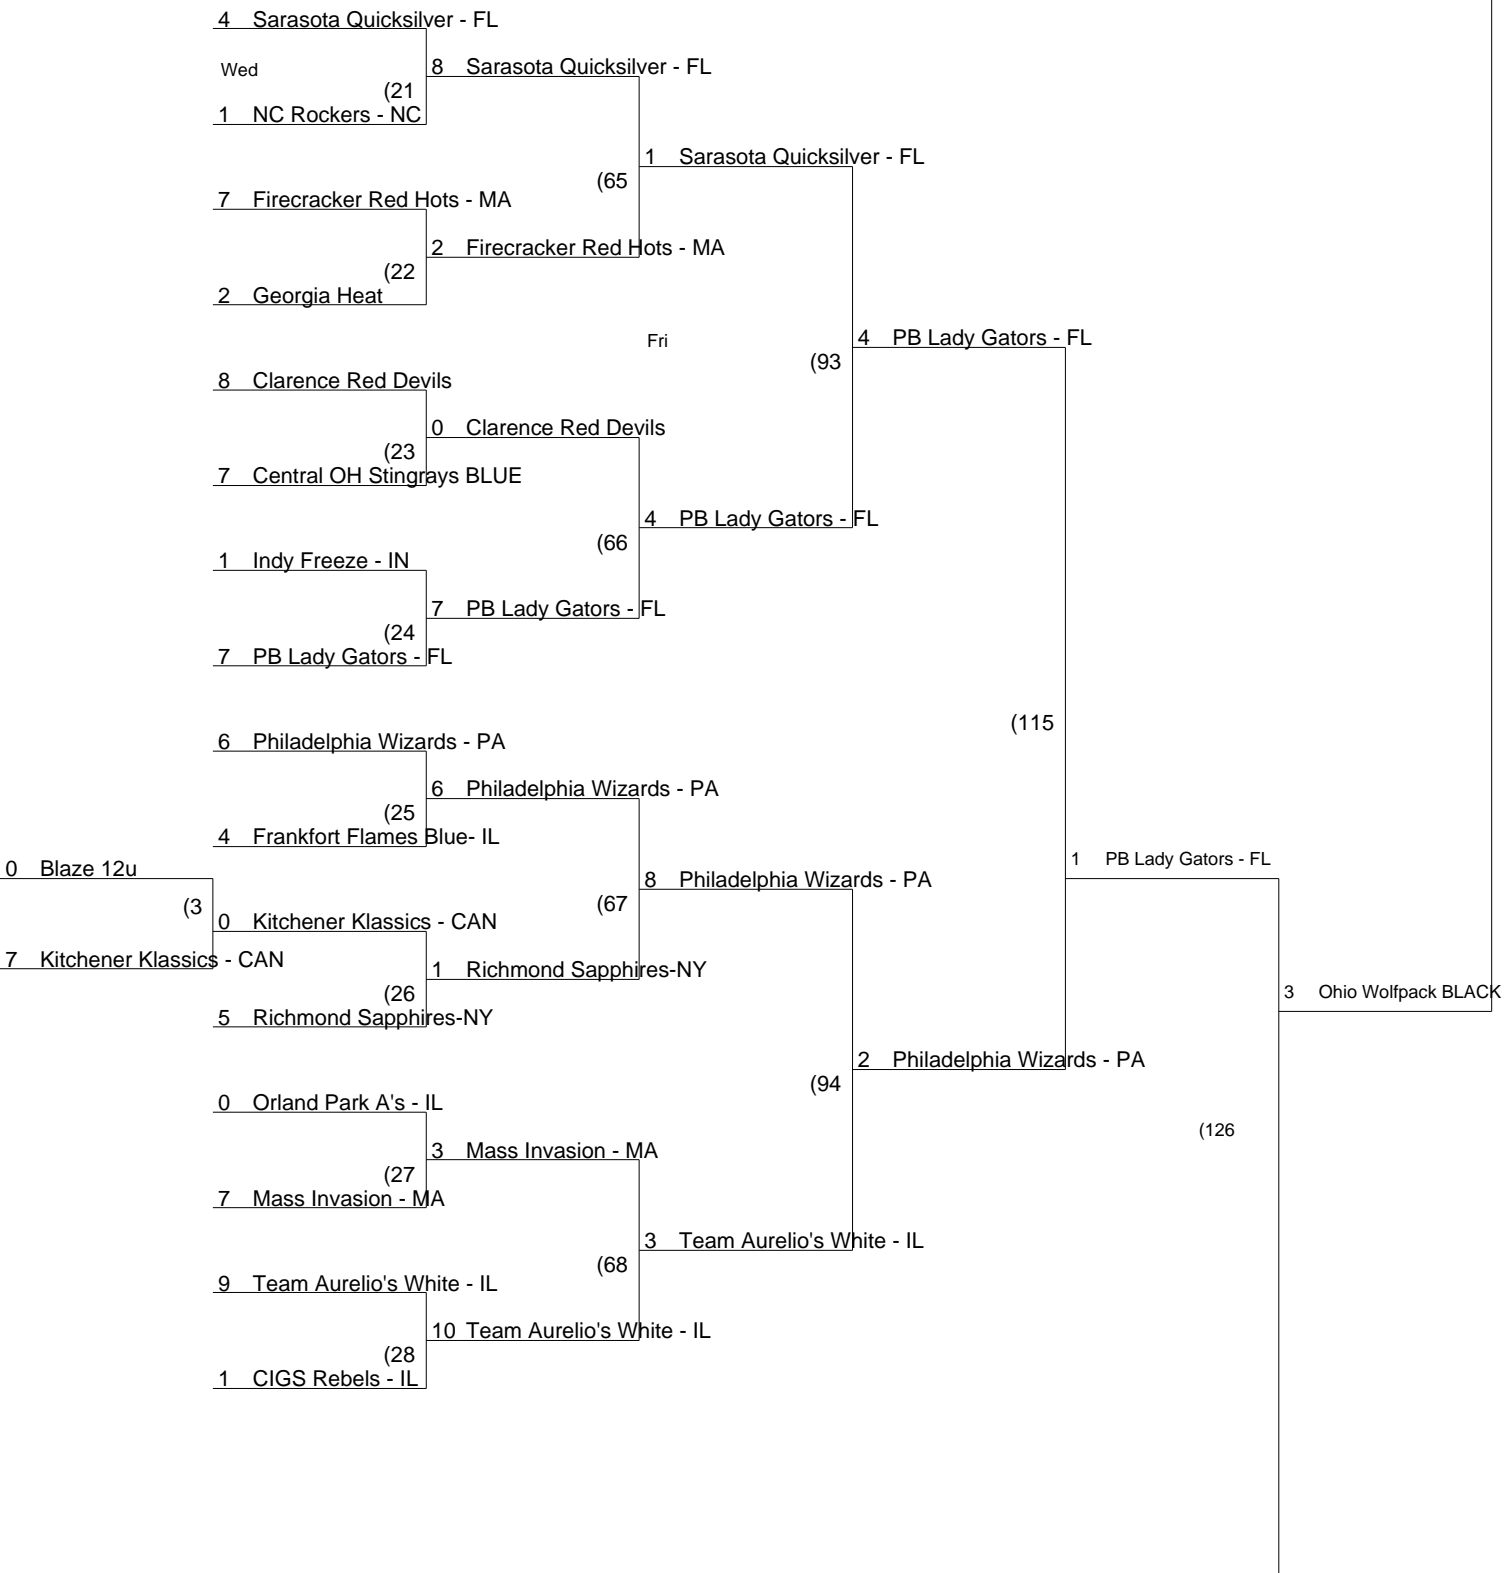 4 Sarasota Quicksilver - FL
Wed
8 Sarasota Quicksilver - FL
(21
1 NC Rockers - NC
1 Sarasota Quicksilver - FL
(65
7 Firecracker Red Hots - MA
2 Firecracker Red Hots - MA
(22
2 Georgia Heat
Fri
4 PB Lady Gators - FL
(93
8 Clarence Red Devils
0 Clarence Red Devils
(23
7 Central OH Stingrays BLUE
4 PB Lady Gators - FL
(66
1 Indy Freeze - IN
7 PB Lady Gators - FL
(24
7 PB Lady Gators - FL
(115
6 Philadelphia Wizards - PA
6 Philadelphia Wizards - PA
(25
4 Frankfort Flames Blue- IL
1 PB Lady Gators - FL
0 Blaze 12u
8 Philadelphia Wizards - PA
(3
(67
0 Kitchener Klassics - CAN
7 Kitchener Klassics - CAN
1 Richmond Sapphires-NY
(26
3 Ohio Wolfpack BLACK
5 Richmond Sapphires-NY
2 Philadelphia Wizards - PA
(94
0 Orland Park A's - IL
(126
3 Mass Invasion - MA
(27
7 Mass Invasion - MA
3 Team Aurelio's White - IL
(68
9 Team Aurelio's White - IL
10 Team Aurelio's White - IL
(28
1 CIGS Rebels - IL